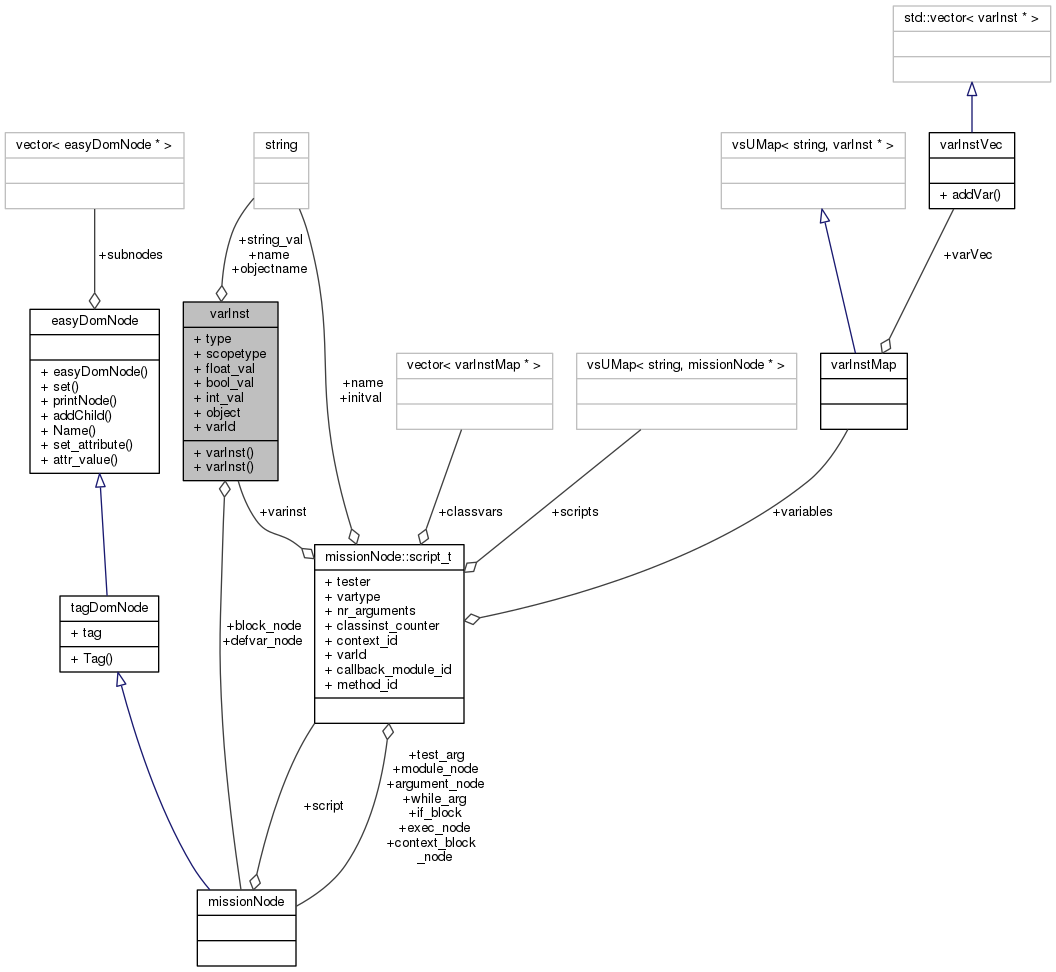 std::vector< varInst * >
vector< easyDomNode * >
string
vsUMap< string, varInst * >
varInstVec
+ addVar()
+subnodes
+string_val
+name
+objectname
+varVec
easyDomNode
+ easyDomNode()
+ set()
+ printNode()
+ addChild()
+ Name()
+ set_attribute()
+ attr_value()
varInst
+ type
+ scopetype
+ float_val
+ bool_val
+ int_val
+ object
+ varId
+ varInst()
+ varInst()
+name
+initval
vector< varInstMap * >
vsUMap< string, missionNode * >
varInstMap
+varinst
+classvars
+scripts
+variables
missionNode::script_t
+ tester
+ vartype
+ nr_arguments
+ classinst_counter
+ context_id
+ varId
+ callback_module_id
+ method_id
tagDomNode
+ tag
+ Tag()
+block_node
+defvar_node
+script
+test_arg
+module_node
+argument_node
+while_arg
+if_block
+exec_node
+context_block
_node
missionNode